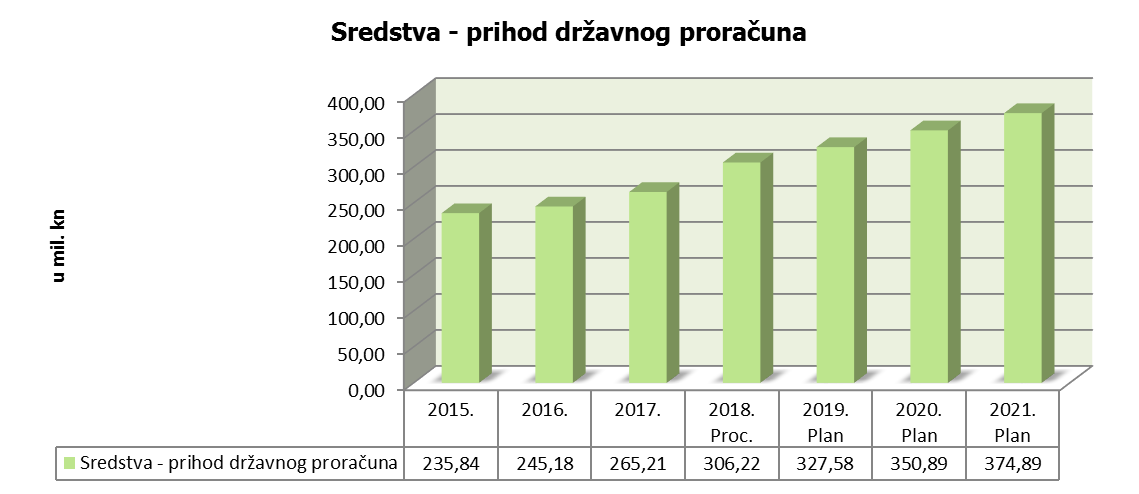 Sredstva - prihod državnog proračuna
u mil. kn
400,00
350,00
300,00
250,00
200,00
150,00
100,00
50,00
0,00
2015. 2016. 2017. 2018. 2019. 2020. 2021.
Proc. Plan Plan Plan
Sredstva - prihod državnog proračuna 235,84 245,18 265,21 306,22 327,58 350,89 374,89